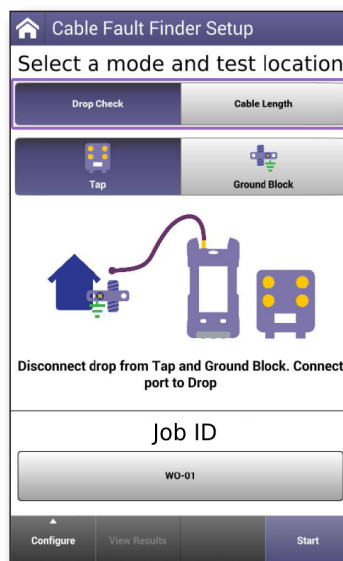 Cable Fault Finder Setup
Select a mode and test location
Drop Check Cable Length
Tap Ground Block
Disconnect drop from Tap and Ground Block. Connect
port to Drop
Job ID
WO-01
Configure View Results Start